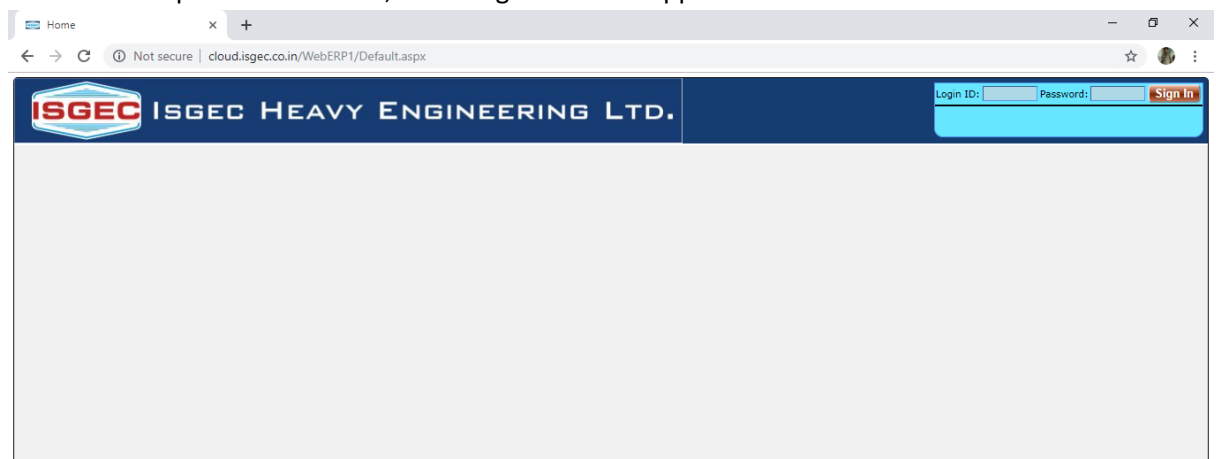 Home
Not secure | cloud.isgec.co.in/WebERP1/Default.aspx
ISGEC ISGEC HEAVY ENGINEERING LTD.
Login ID: Password: Sign In